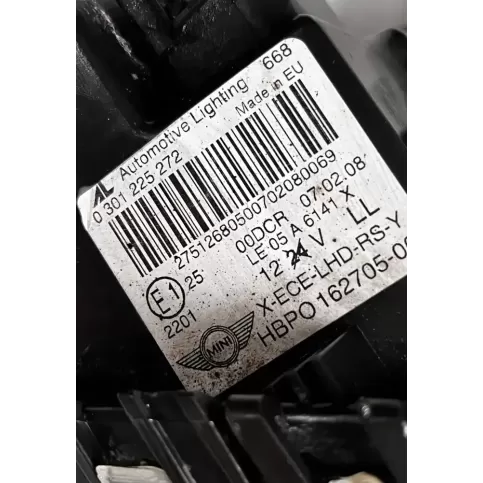 AL Automotive Lighting 668
0 301 225 272 Made in EU
27512680500702080069
00DCR 07.02.08
LE 05 A 6141 X
E1 25 12 24 V LL
2201
X-ECE-LHD-RS-Y
MINI HBPO 162705-0